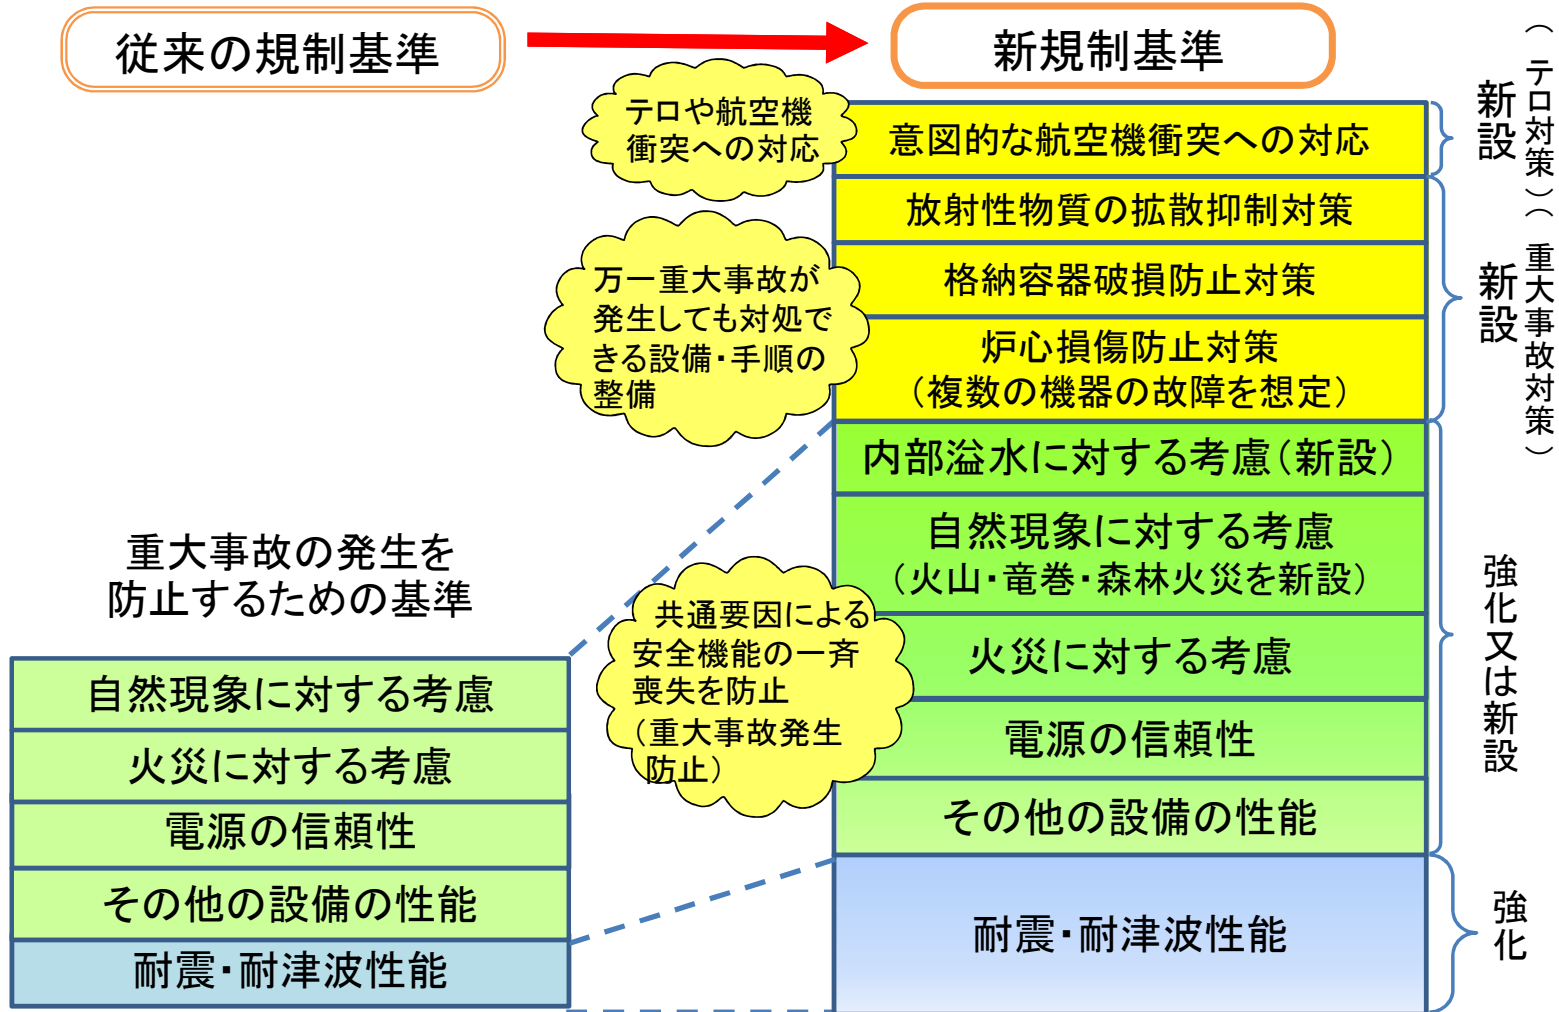 従来の規制基準
新規制基準
テロや航空機
衝突への対応
意図的な航空機衝突への対応
新設
（テロ対策）
放射性物質の拡散抑制対策
万一重大事故が
発生しても対処で
きる設備・手順の
整備
格納容器破損防止対策
炉心損傷防止対策
（複数の機器の故障を想定）
新設
（重大事故対策）
内部溢水に対する考慮（新設）
自然現象に対する考慮
（火山・竜巻・森林火災を新設）
共通要因による
安全機能の一斉
喪失を防止
（重大事故発生
防止）
火災に対する考慮
電源の信頼性
その他の設備の性能
強化又は新設
耐震・耐津波性能
強化
重大事故の発生を
防止するための基準
自然現象に対する考慮
火災に対する考慮
電源の信頼性
その他の設備の性能
耐震・耐津波性能